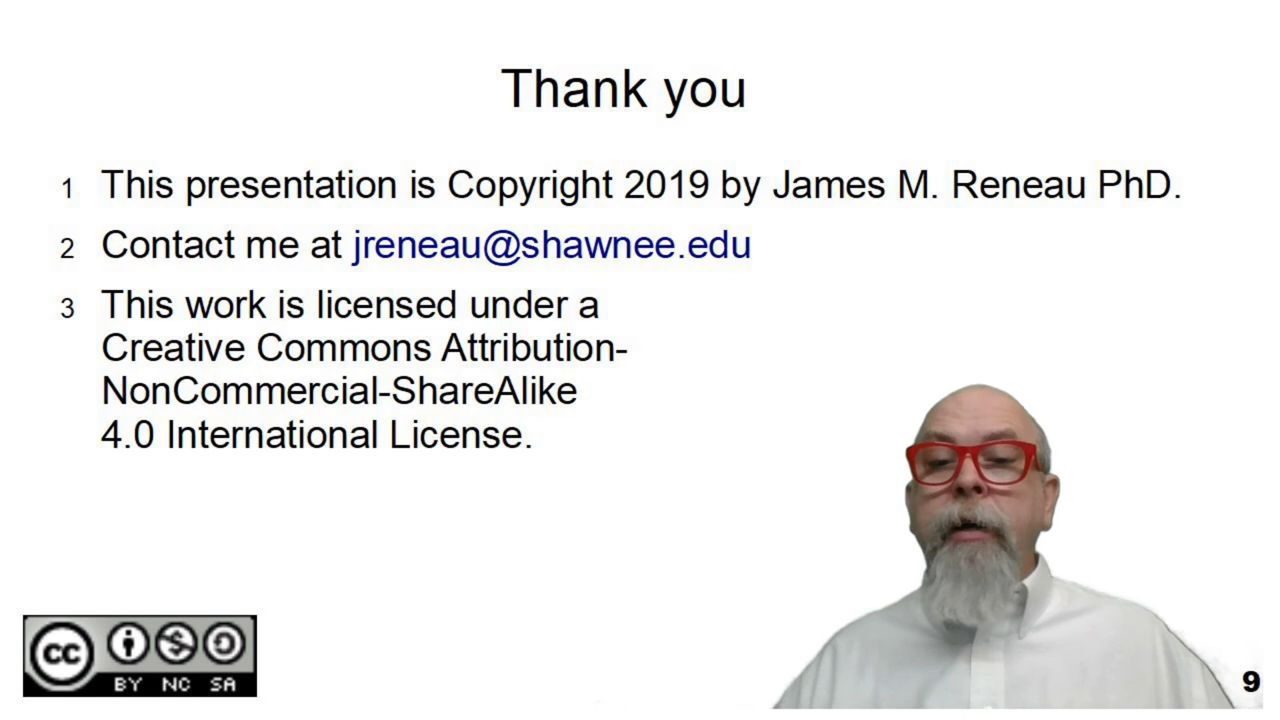 Thank you
1 This presentation is Copyright 2019 by James M. Reneau PhD.
2 Contact me at jreneau@shawnee.edu
3 This work is licensed under a
Creative Commons Attribution-
NonCommercial-ShareAlike
4.0 International License.
cc
BY NC SA
9